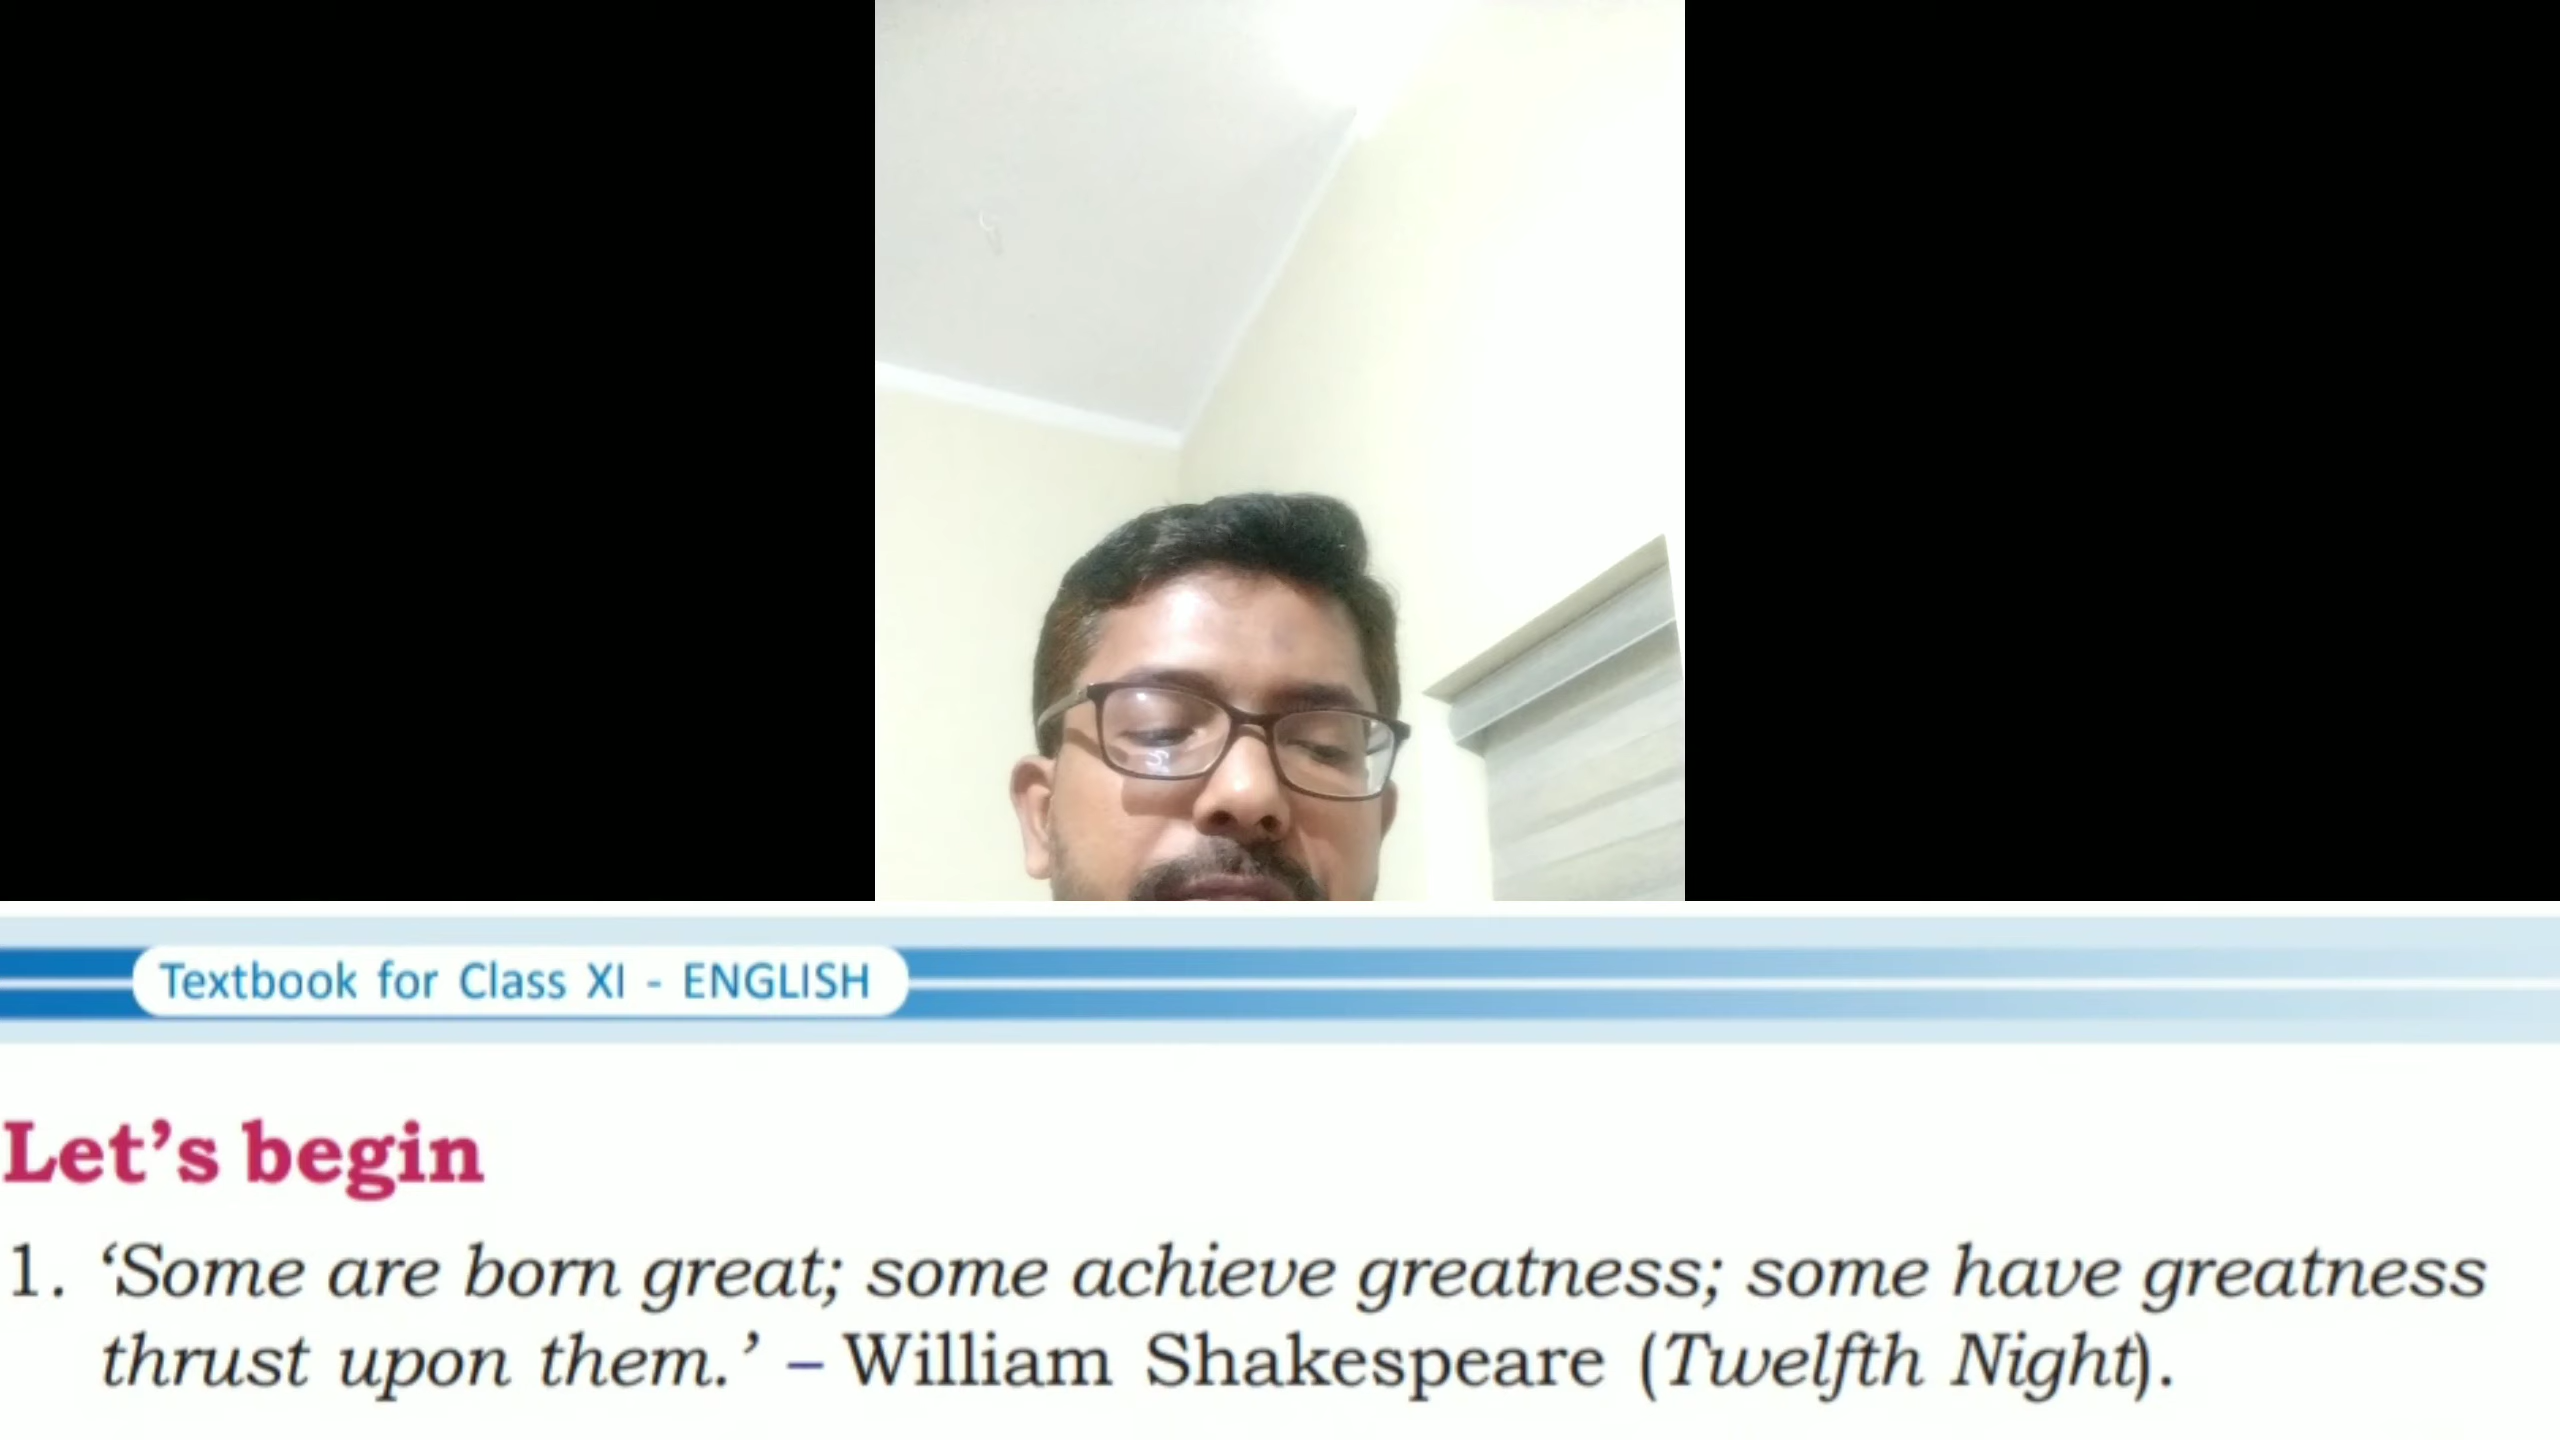 Textbook for Class XI - ENGLISH
Let’s begin
1. ‘Some are born great; some achieve greatness; some have greatness
thrust upon them.’ – William Shakespeare (Twelfth Night).